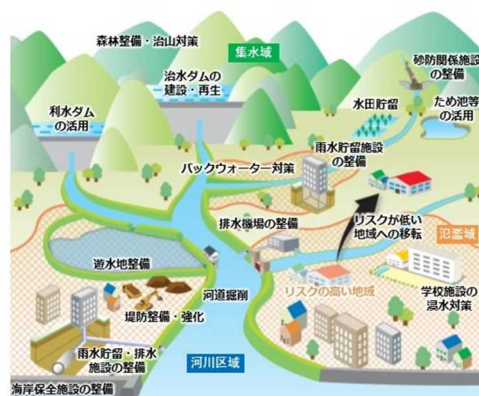 森林整備・治山対策
集水域
砂防関係施設
の整備
治水ダムの
建設・再生
水田貯留
ため池等
の活用
利水ダム
の活用
雨水貯留施設
の整備
バックウォーター対策
排水機場の整備
リスクが低い
地域への移転
氾濫域
遊水地整備
河道掘削
リスクの高い地域
学校施設の
浸水対策
堤防整備・強化
雨水貯留・排水
施設の整備
河川区域
海岸保全施設の整備